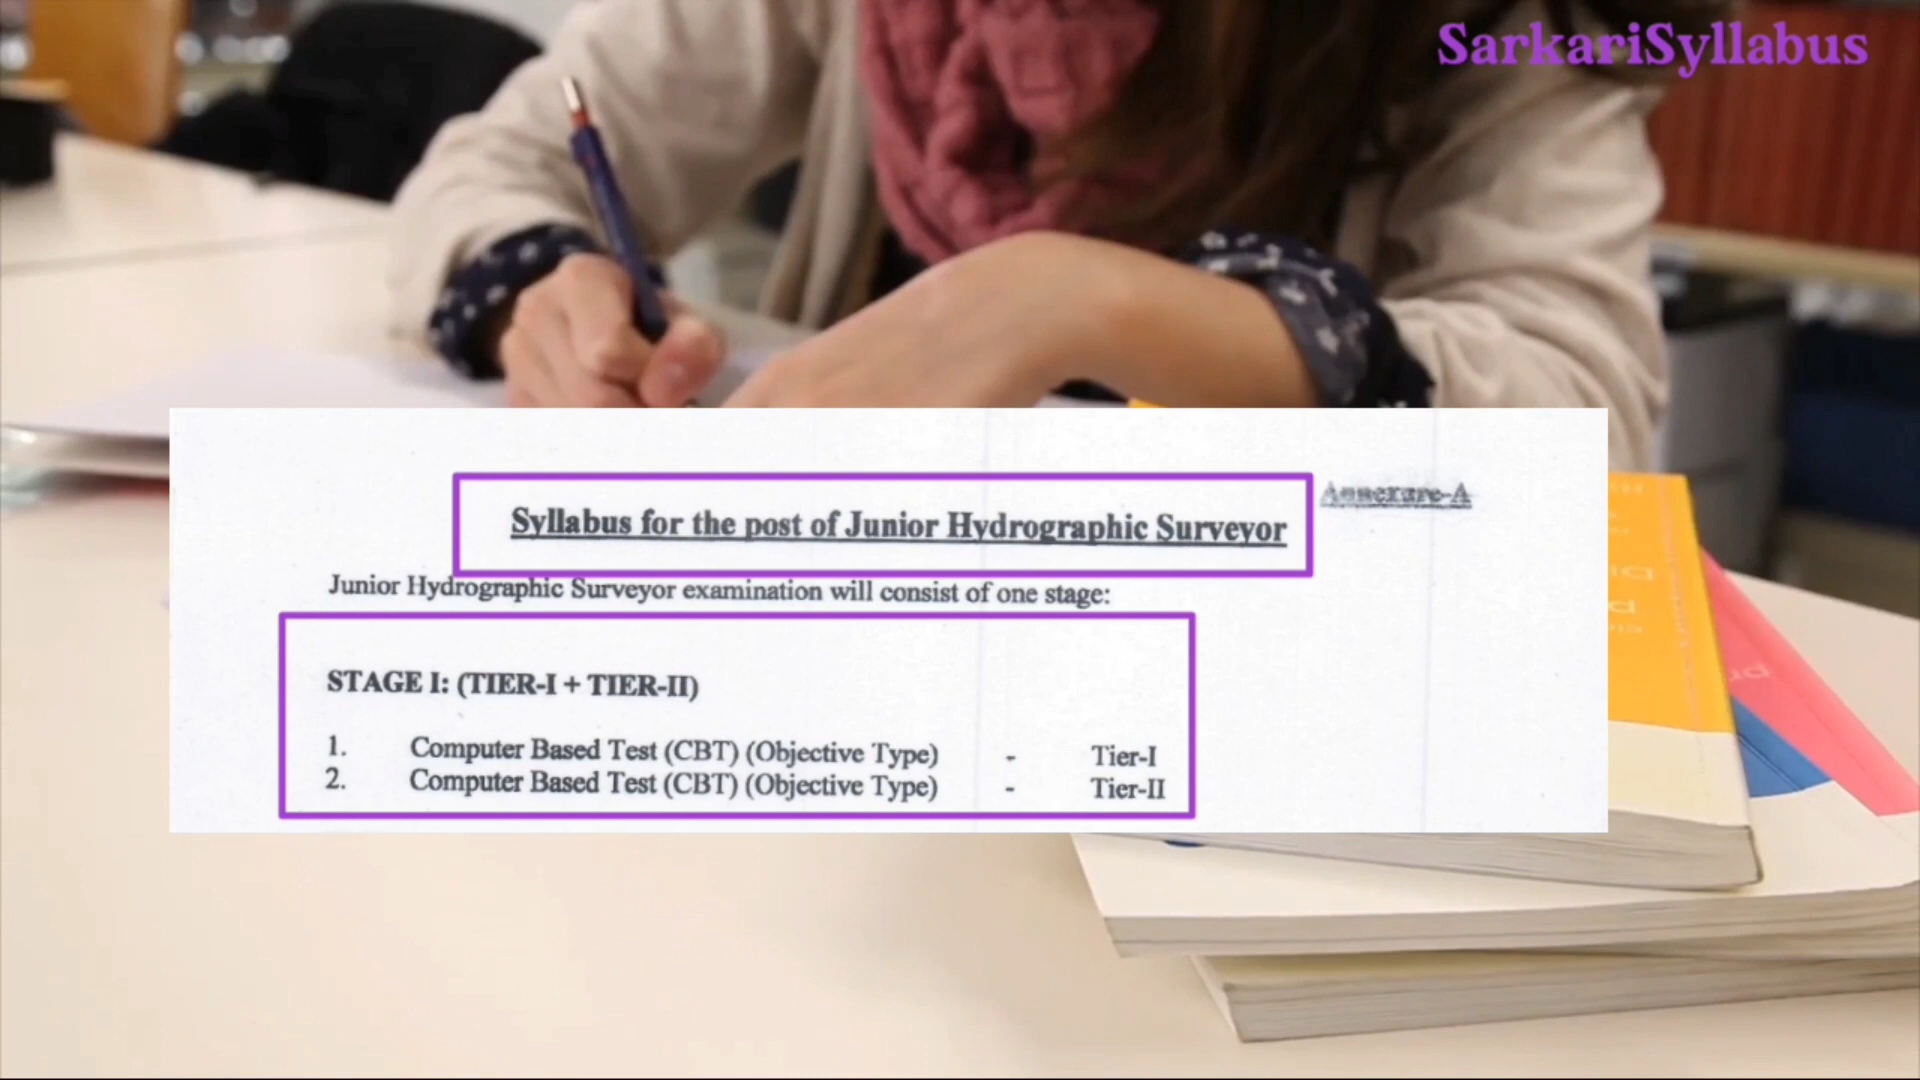 SarkariSyllabus
Annexure-A
Syllabus for the post of Junior Hydrographic Surveyor
Junior Hydrographic Surveyor examination will consist of one stage:
STAGE I: (TIER-I + TIER-II)
1. Computer Based Test (CBT) (Objective Type) - Tier-I
2. Computer Based Test (CBT) (Objective Type) - Tier-II